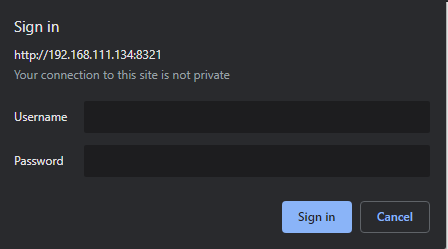 Sign in
http://192.168.111.134:8321
Your connection to this site is not private
Username
Password
Sign in Cancel